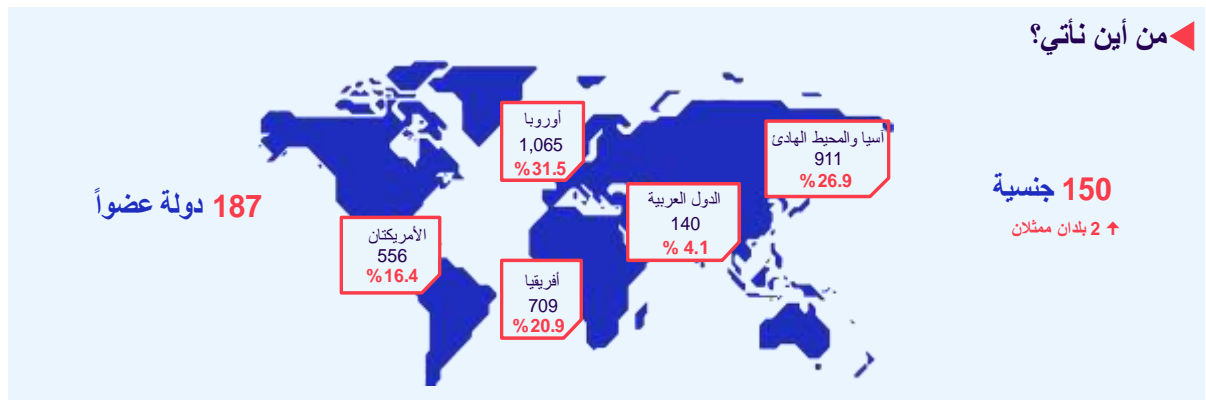 من أين نأتي؟
150 جنسية
↑ 2 بلدان ممثلان
آسيا والمحيط الهادئ
911
%26.9
أوروبا
1,065
%31.5
الدول العربية
140
% 4.1
أفريقيا
709
%20.9
الأمريكتان
556
%16.4
187 دولة عضواً